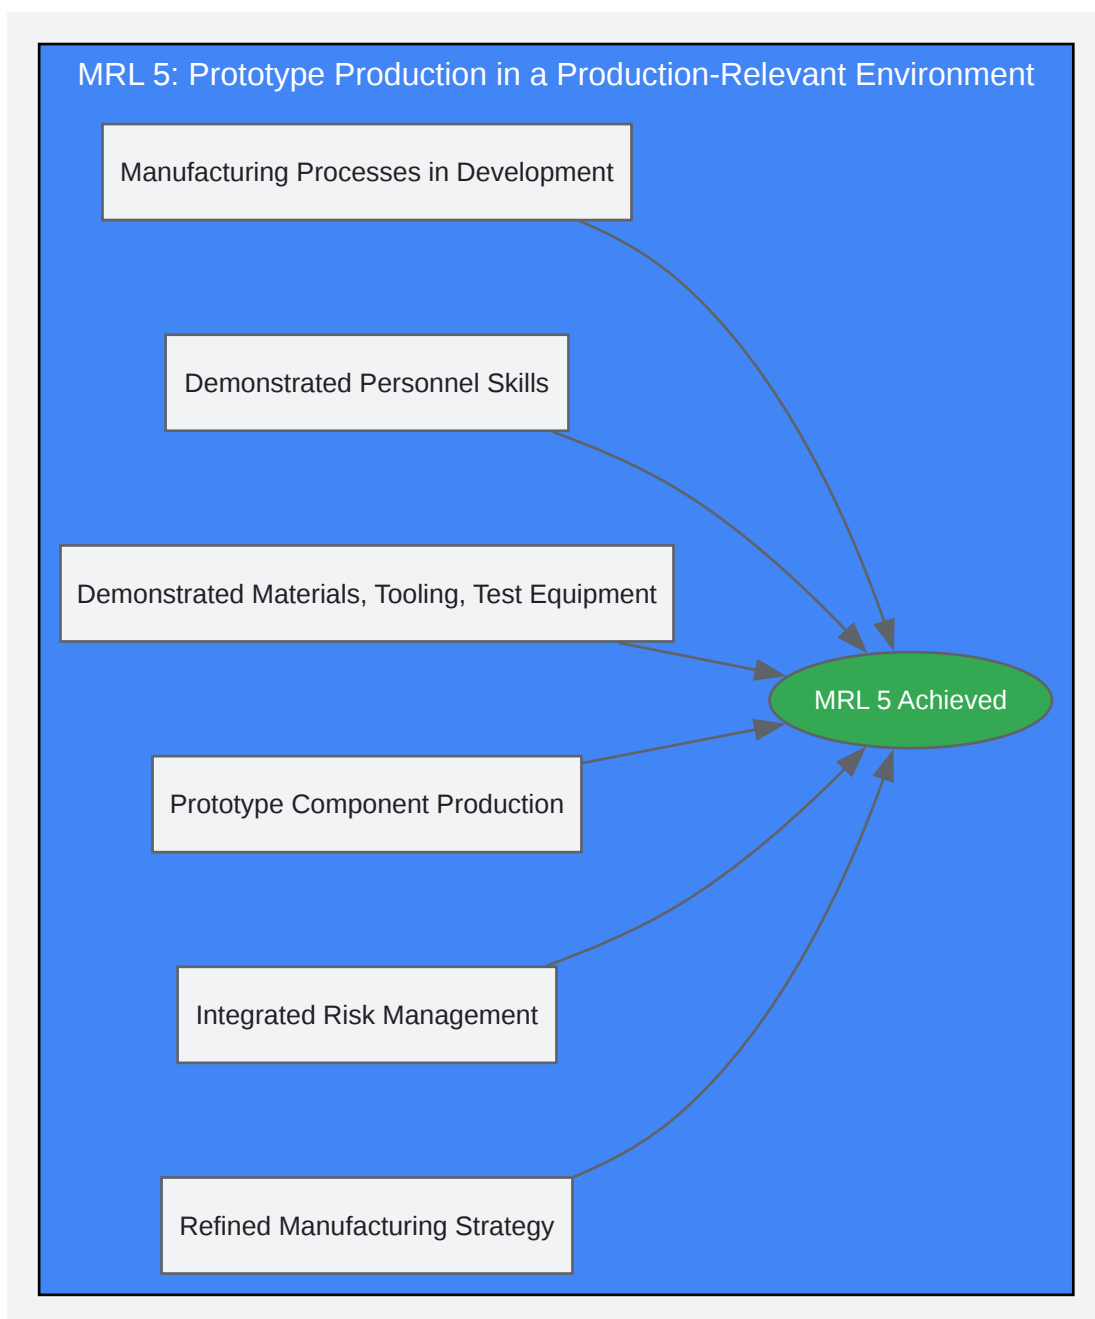 MRL 5: Prototype Production in a Production-Relevant Environment
Manufacturing Processes in Development
Demonstrated Personnel Skills
Demonstrated Materials, Tooling, Test Equipment
MRL 5 Achieved
Prototype Component Production
Integrated Risk Management
Refined Manufacturing Strategy